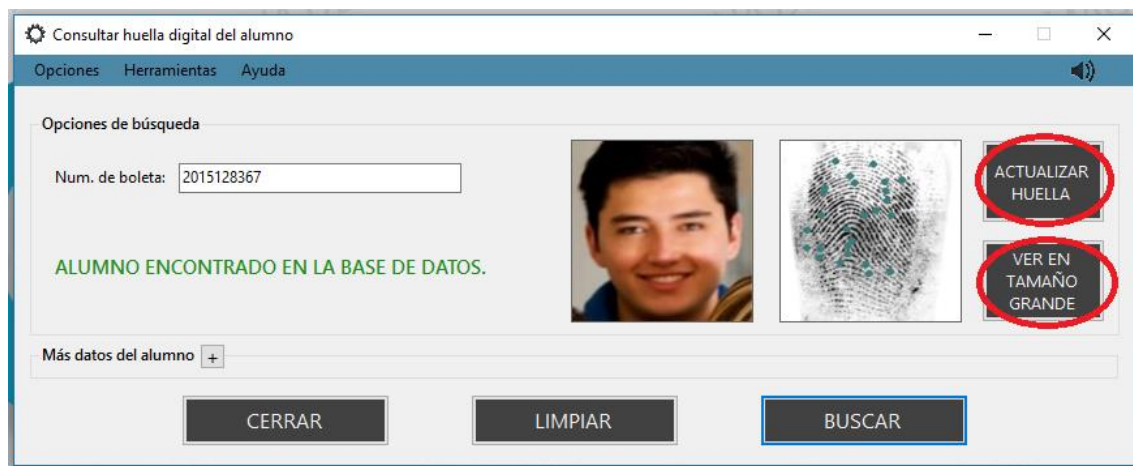 Consultar huella digital del alumno
Opciones Herramientas Ayuda
Opciones de búsqueda
Num. de boleta: 2015128367
ACTUALIZAR
HUELLA
ALUMNO ENCONTRADO EN LA BASE DE DATOS.
VER EN
TAMAÑO
GRANDE
Más datos del alumno +
CERRAR LIMPIAR BUSCAR